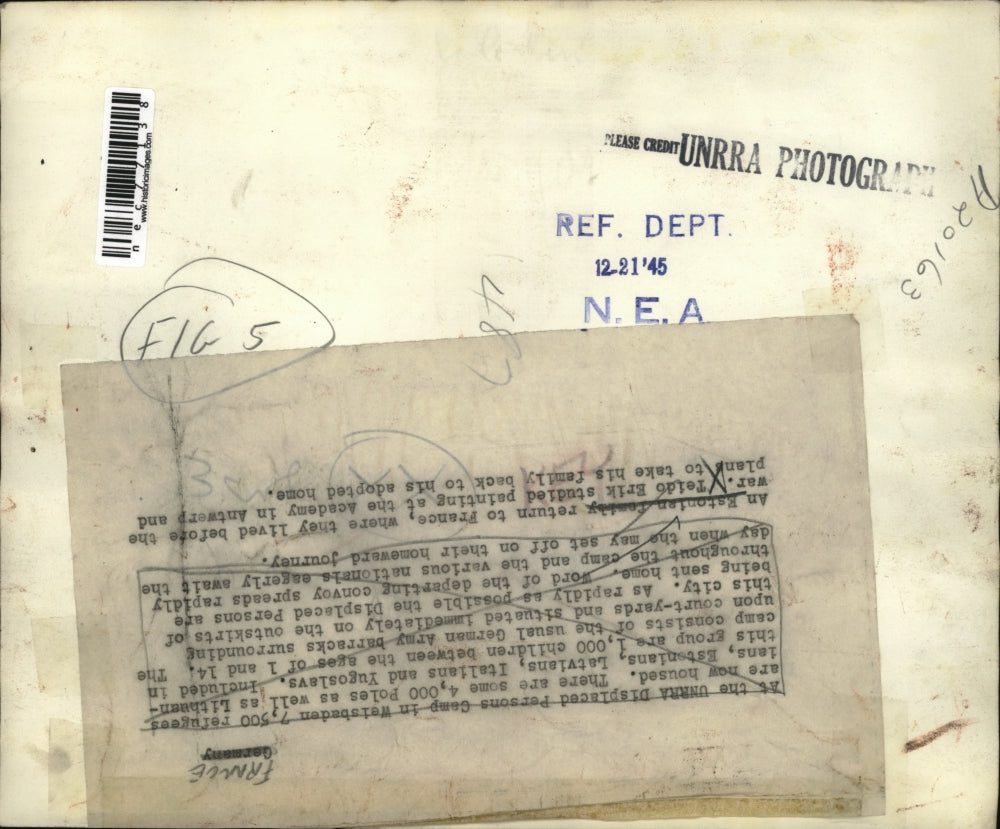 PLEASE CREDIT UNRRA PHOTOGRAPH
REF. DEPT.
12-21'45
N. E. A
nec77138
www.historicimages.com
A20163
487
FIG 5
FRANCE
Germany
At the UNRRA Displaced Persons Camp in Weisbaden 7,500 refugees
are now housed. There are some 4,000 Poles as well as Lithuan-
ians, Estonians, Latvians, Italians and Yugoslavs. Included in
this group are 1,000 children between the ages of 1 and 14. The
camp consists of the usual German Army barracks surrounding
upon court-yards and situated immediately on the outskirts of
this city. As rapidly as possible the Displaced Persons are
being sent home. Word of the departing convoy spreads rapidly
throughout the camp and the various nationals eagerly await the
day when the may set off on their homeward journey.
An Estonian family return to France, where they lived before the
war. Teido Erik studied painting at the Academy in Antwerp and
plans to take his family back to his adopted home.